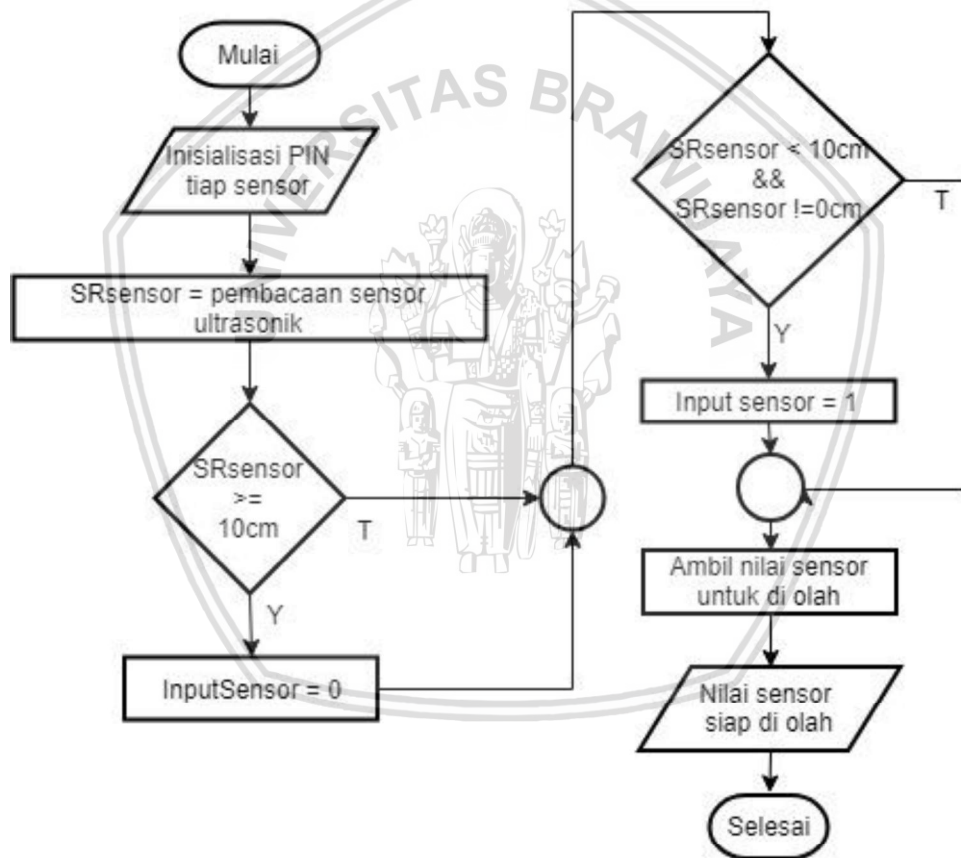 Mulai
Inisialisasi PIN
tiap sensor
SRsensor = pembacaan sensor
ultrasonik
SRsensor
>=
10cm
T
Y
InputSensor = 0
SRsensor < 10cm
&&
SRsensor !=0cm
T
Y
Input sensor = 1
Ambil nilai sensor
untuk di olah
Nilai sensor
siap di olah
Selesai
UNIVERSITAS BRAWIJAYA